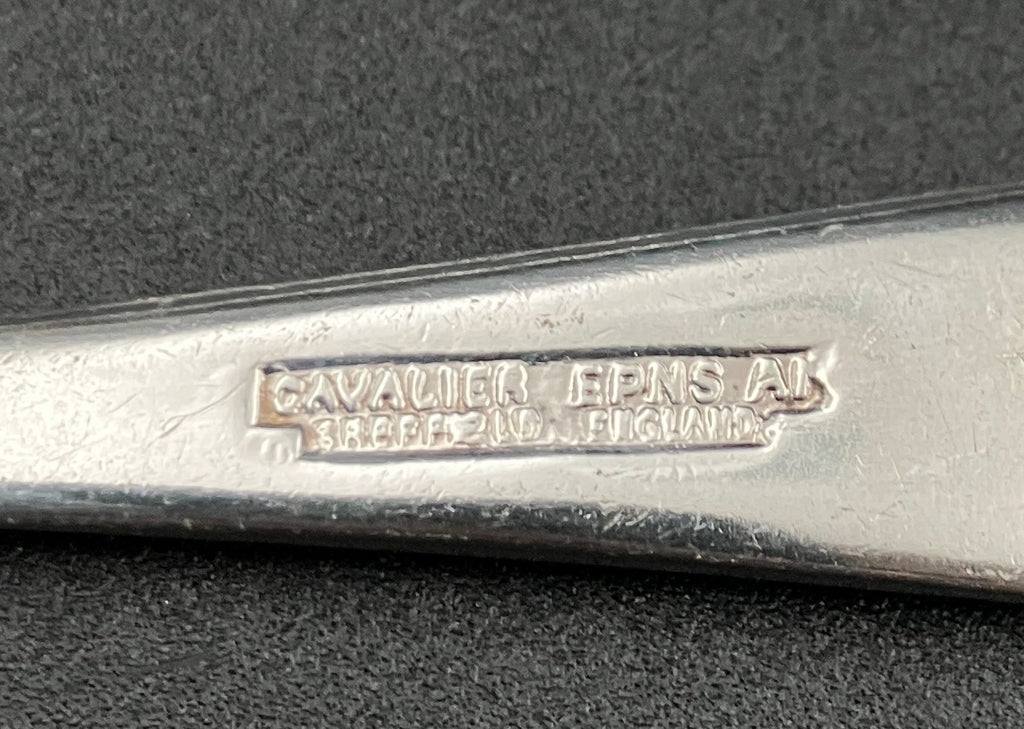 CAVALIER EPNS A1
SHEFFIELD ENGLAND